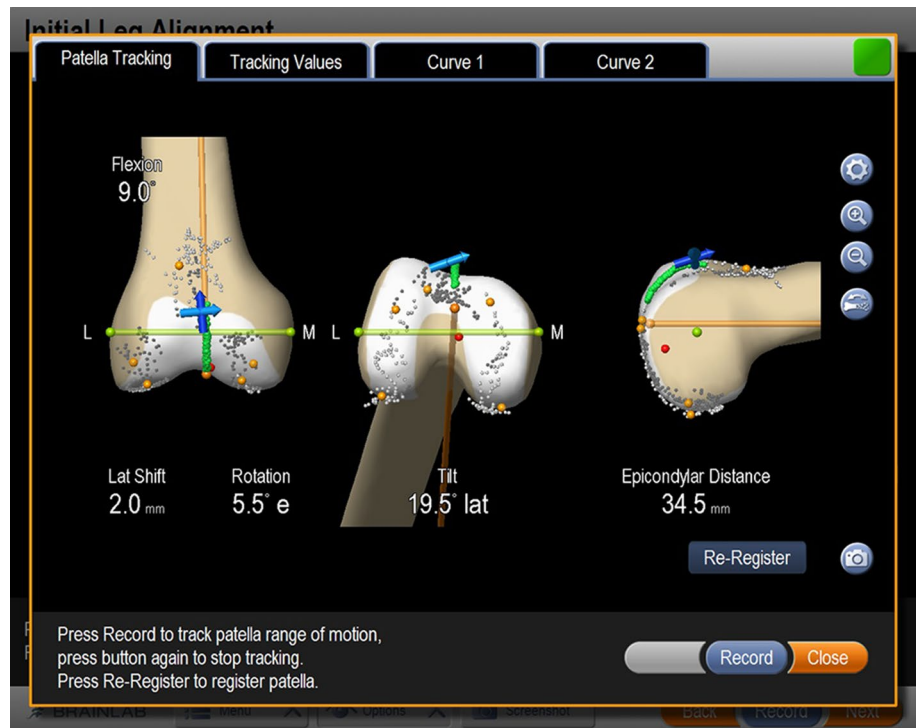 Initial Leg Alignment
Patella Tracking
Tracking Values
Curve 1
Curve 2
Flexion
9.0°
L
M
L
M
Lat Shift
2.0 mm
Rotation
5.5° e
Tilt
19.5° lat
Epicondylar Distance
34.5 mm
Re-Register
Press Record to track patella range of motion,
press button again to stop tracking.
Press Re-Register to register patella.
Record
Close
BRAINLAB
Menu
Options
Screenshot
Back
Record
Next